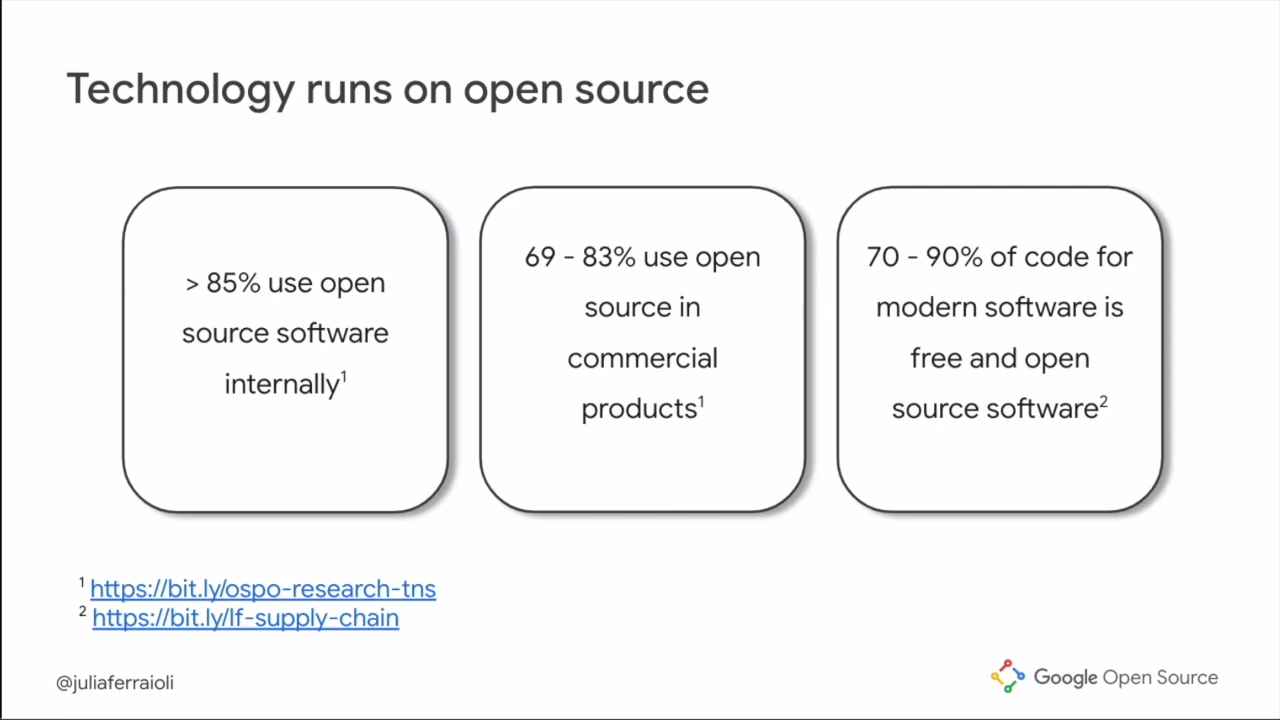 Technology runs on open source
> 85% use open
source software
internally¹
69 - 83% use open
source in
commercial
products¹
70 - 90% of code for
modern software is
free and open
source software²
¹ https://bit.ly/ospo-research-tns
² https://bit.ly/lf-supply-chain
@juliaferraioli
Google Open Source